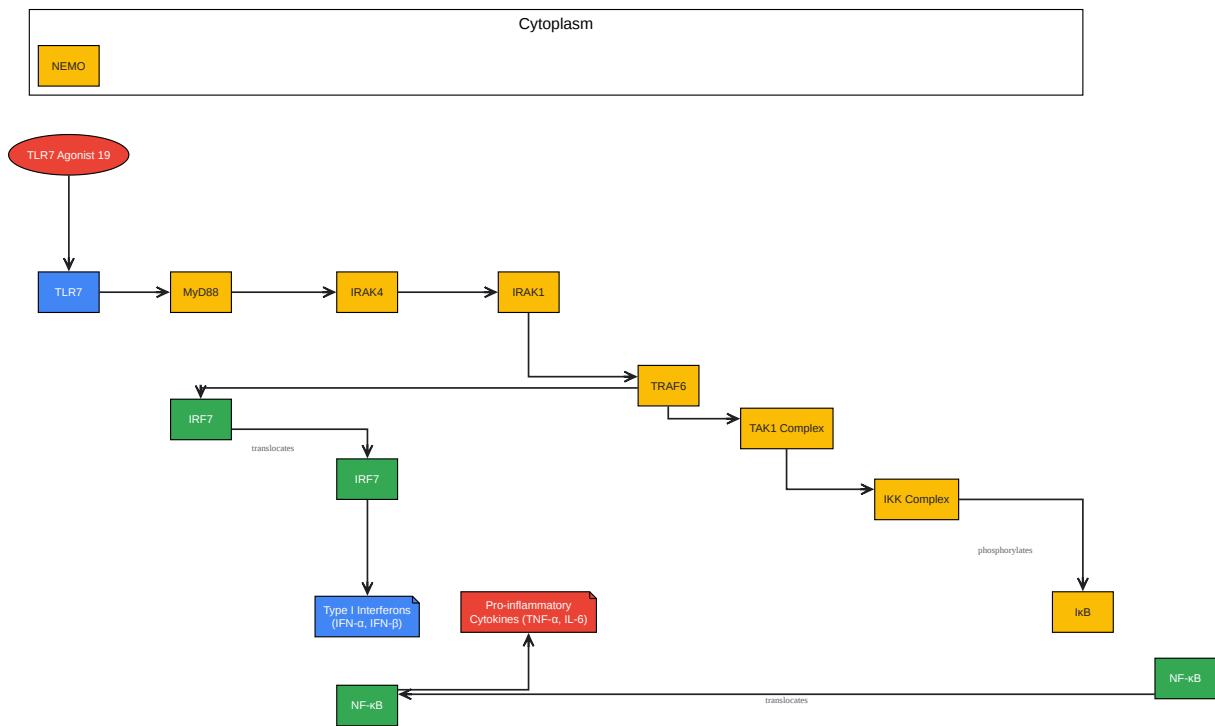 Cytoplasm
NEMO
TLR7 Agonist 19
TLR7
MyD88
IRAK4
IRAK1
TRAF6
IRF7
TAK1 Complex
translocates
IRF7
IKK Complex
phosphorylates
Type I Interferons
(IFN-α, IFN-β)
Pro-inflammatory
Cytokines (TNF-α, IL-6)
IκB
NF-κB
translocates
NF-κB